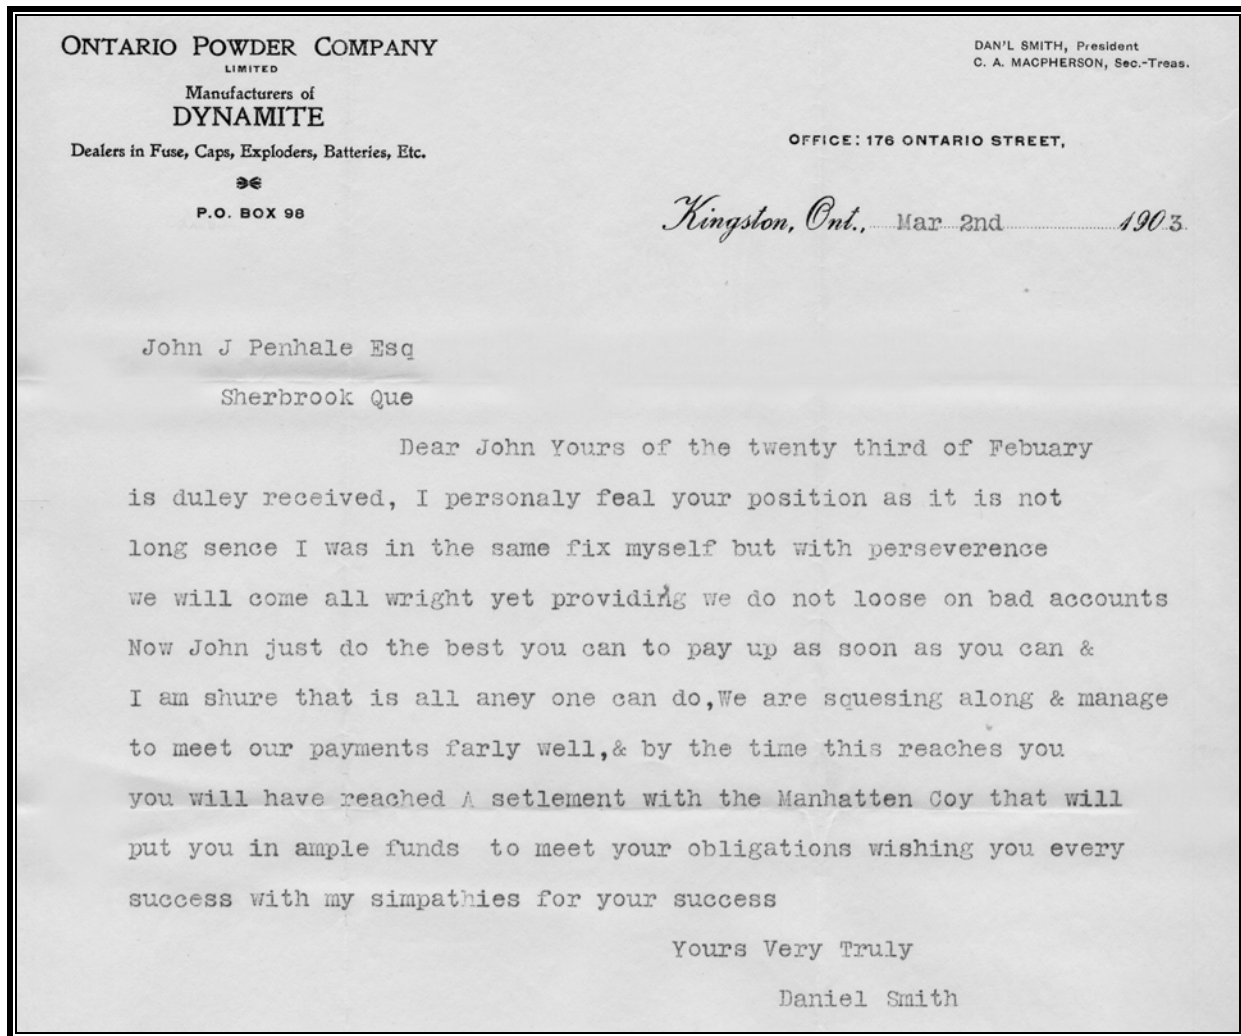 ONTARIO POWDER COMPANY
LIMITED
Manufacturers of
DYNAMITE
Dealers in Fuse, Caps, Exploders, Batteries, Etc.
P.O. BOX 98
DAN'L SMITH, President
C. A. MACPHERSON, Sec.-Treas.
OFFICE: 176 ONTARIO STREET,
Kingston, Ont., Mar 2nd 1903
John J Penhale Esq
Sherbrook Que
Dear John Yours of the twenty third of Febuary
is duley received, I personaly feal your position as it is not
long sence I was in the same fix myself but with perseverence
we will come all wright yet providing we do not loose on bad accounts
Now John just do the best you can to pay up as soon as you can &
I am shure that is all aney one can do,We are squesing along & manage
to meet our payments farly well,& by the time this reaches you
you will have reached A setlement with the Manhatten Coy that will
put you in ample funds to meet your obligations wishing you every
success with my simpathies for your success
Yours Very Truly
Daniel Smith